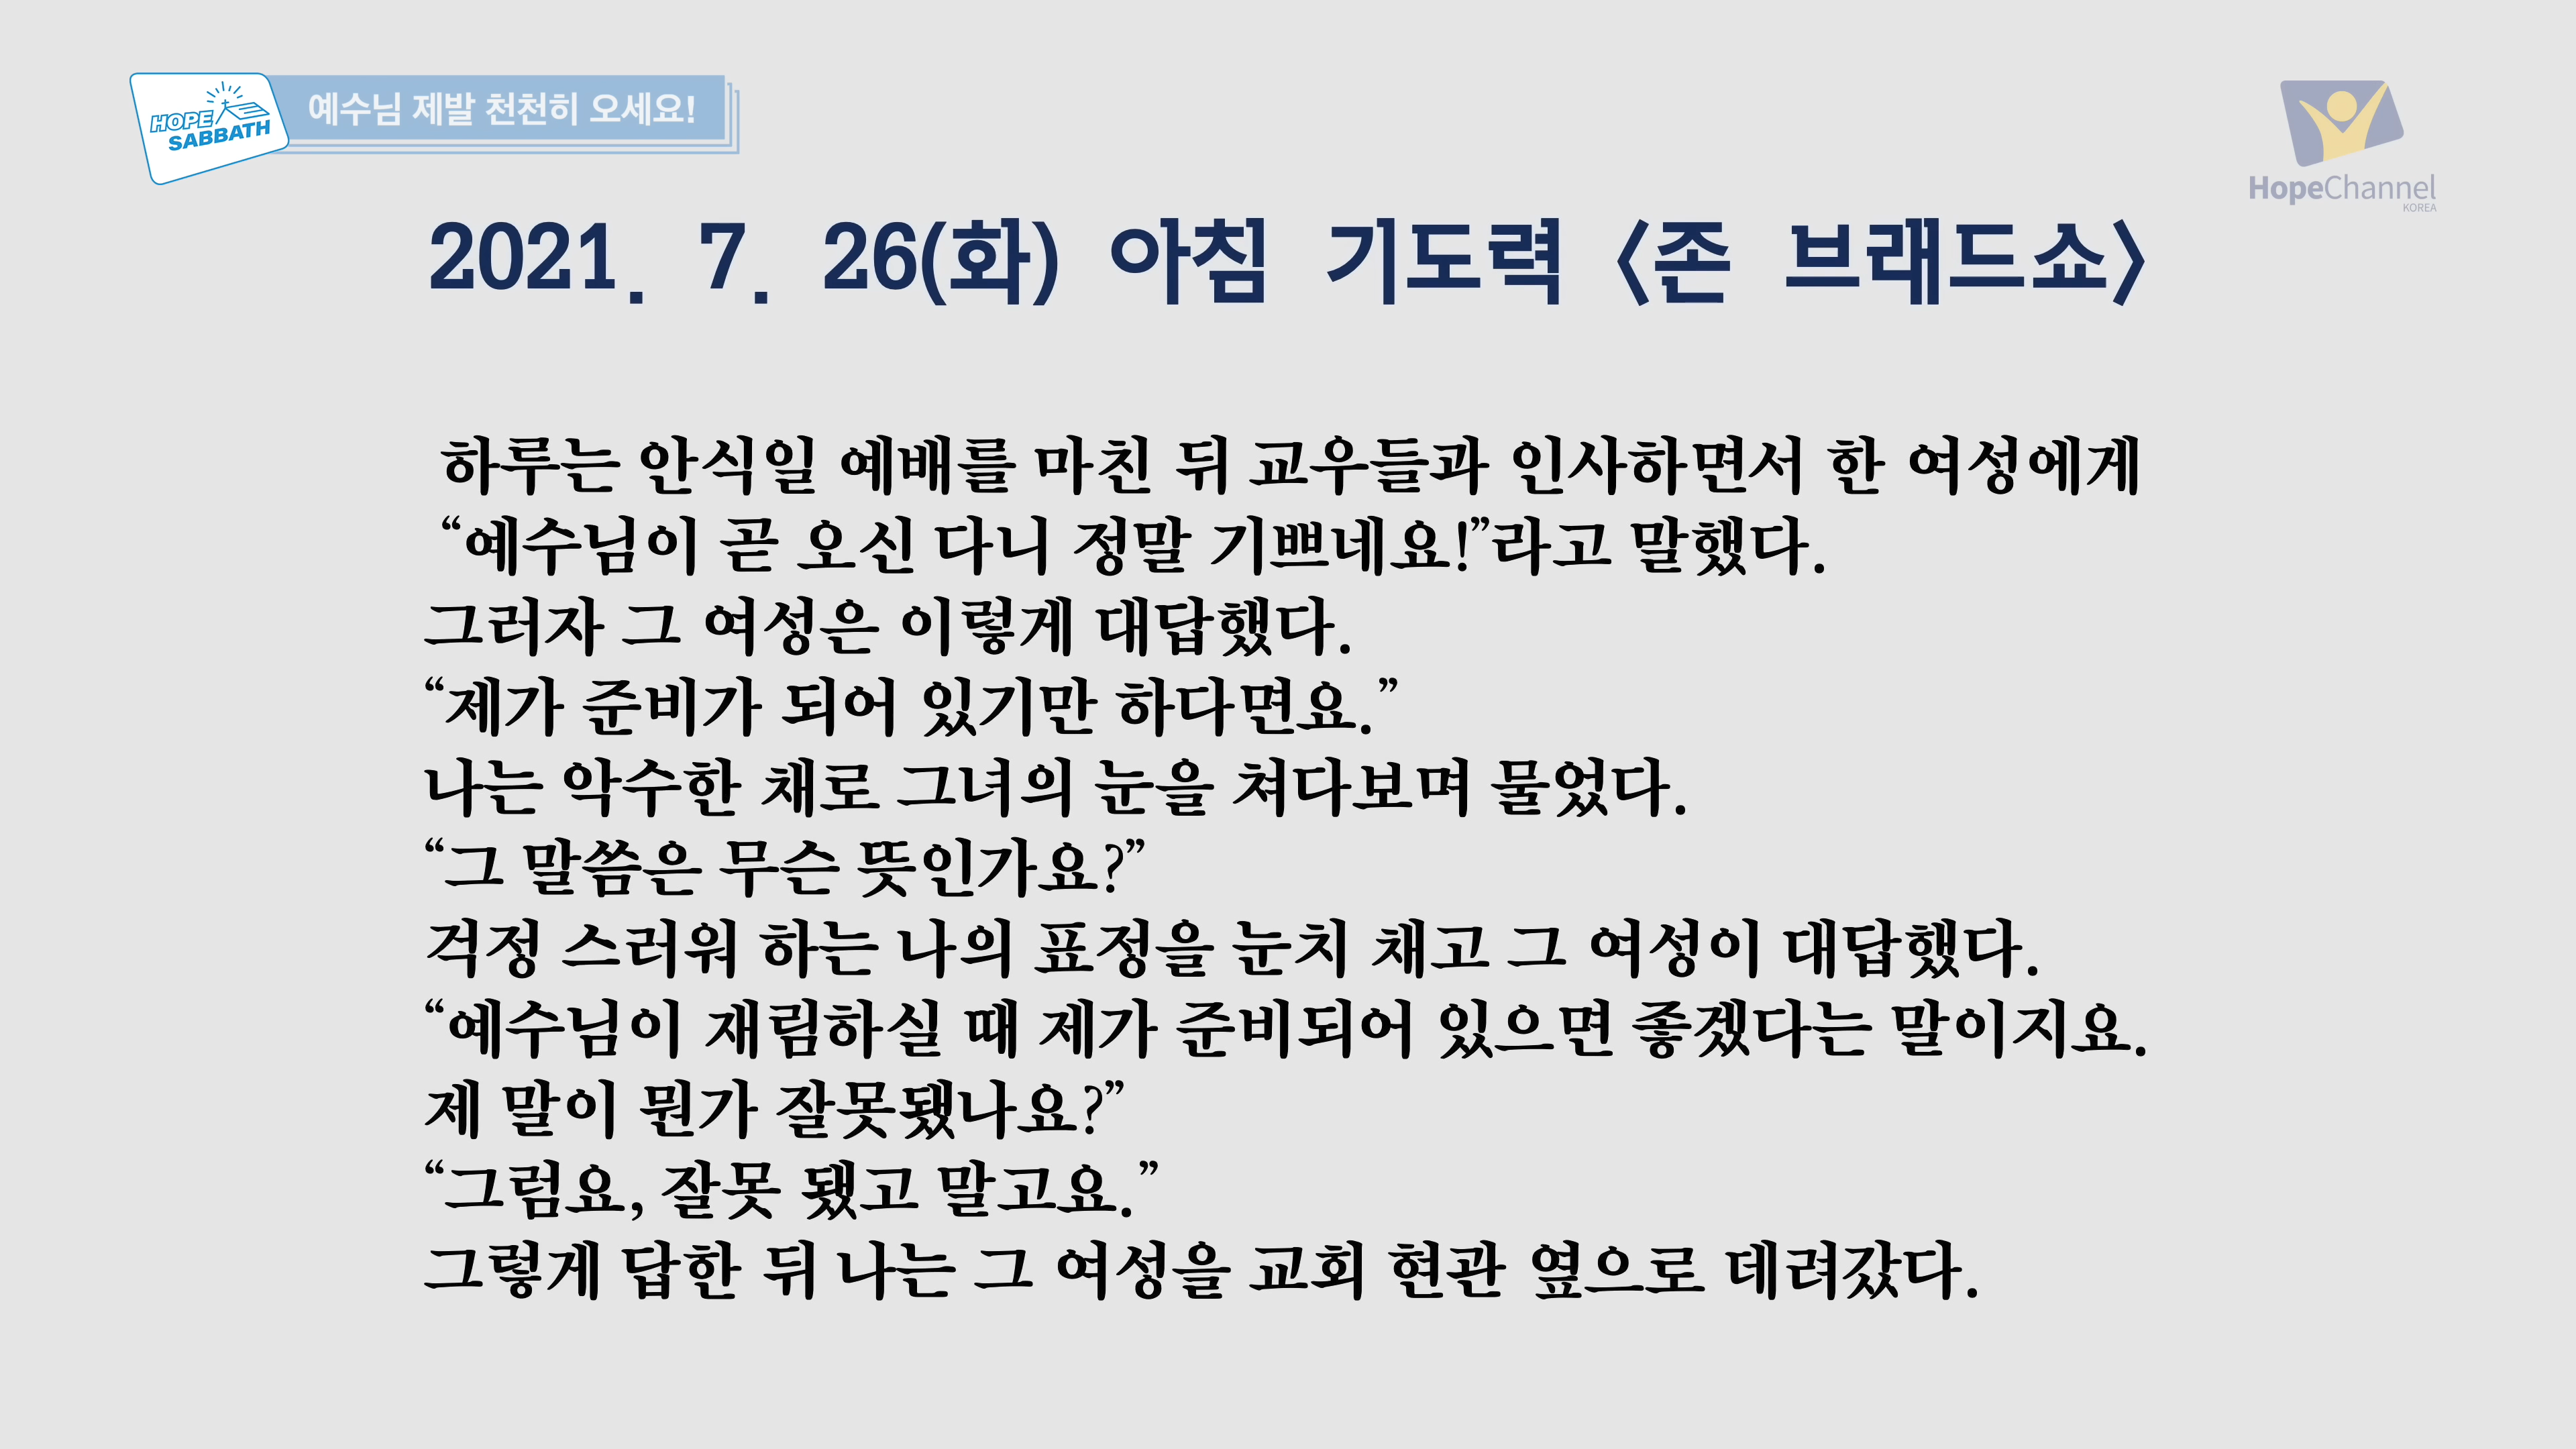 HOPE
SABBATH
예수님 제발 천천히 오세요!
HopeChannel
KOREA
2021. 7. 26(화) 아침 기도력 <존 브래드쇼>
하루는 안식일 예배를 마친 뒤 교우들과 인사하면서 한 여성에게
“예수님이 곧 오신 다니 정말 기쁘네요!”라고 말했다.
그러자 그 여성은 이렇게 대답했다.
“제가 준비가 되어 있기만 하다면요.”
나는 악수한 채로 그녀의 눈을 쳐다보며 물었다.
“그 말씀은 무슨 뜻인가요?”
걱정 스러워 하는 나의 표정을 눈치 채고 그 여성이 대답했다.
“예수님이 재림하실 때 제가 준비되어 있으면 좋겠다는 말이지요.
제 말이 뭔가 잘못됐나요?”
“그럼요, 잘못 됐고 말고요.”
그렇게 답한 뒤 나는 그 여성을 교회 현관 옆으로 데려갔다.